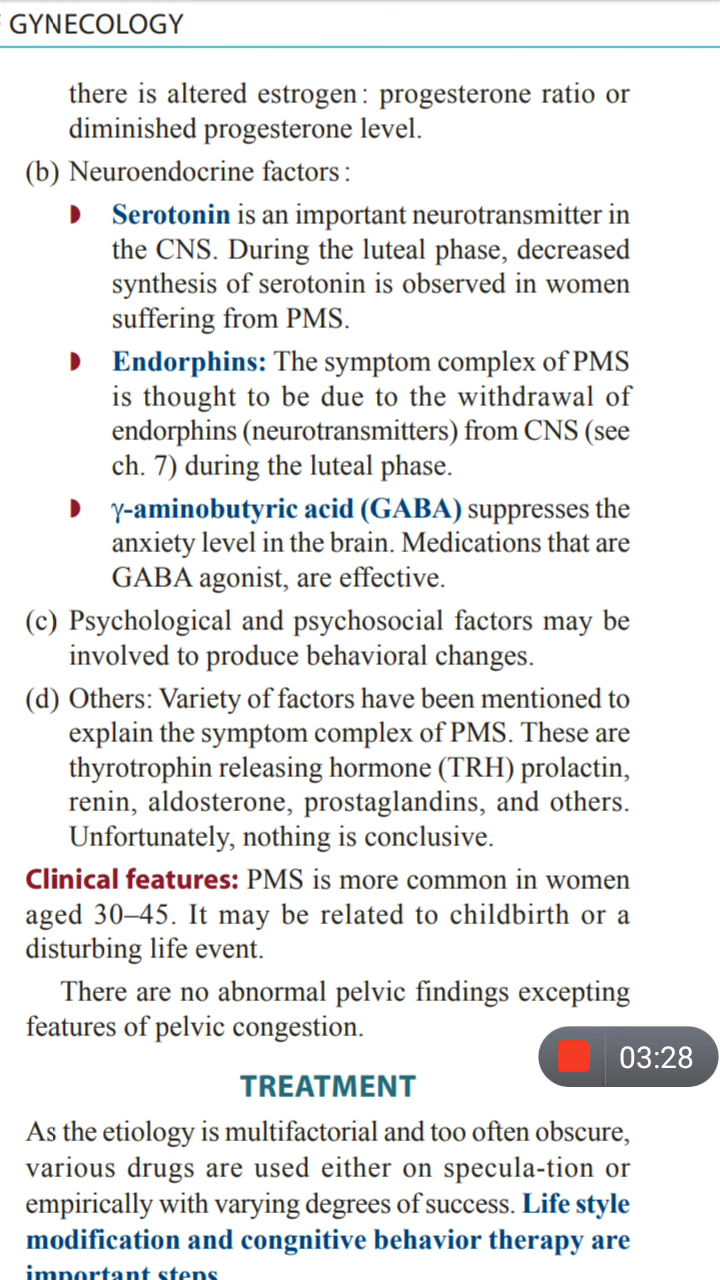 GYNECOLOGY
there is altered estrogen: progesterone ratio or
diminished progesterone level.
(b) Neuroendocrine factors:
Serotonin is an important neurotransmitter in
the CNS. During the luteal phase, decreased
synthesis of serotonin is observed in women
suffering from PMS.
Endorphins: The symptom complex of PMS
is thought to be due to the withdrawal of
endorphins (neurotransmitters) from CNS (see
ch. 7) during the luteal phase.
γ-aminobutyric acid (GABA) suppresses the
anxiety level in the brain. Medications that are
GABA agonist, are effective.
(c) Psychological and psychosocial factors may be
involved to produce behavioral changes.
(d) Others: Variety of factors have been mentioned to
explain the symptom complex of PMS. These are
thyrotrophin releasing hormone (TRH) prolactin,
renin, aldosterone, prostaglandins, and others.
Unfortunately, nothing is conclusive.
Clinical features: PMS is more common in women
aged 30–45. It may be related to childbirth or a
disturbing life event.
There are no abnormal pelvic findings excepting
features of pelvic congestion.
03:28
TREATMENT
As the etiology is multifactorial and too often obscure,
various drugs are used either on specula-tion or
empirically with varying degrees of success. Life style
modification and congnitive behavior therapy are
important steps